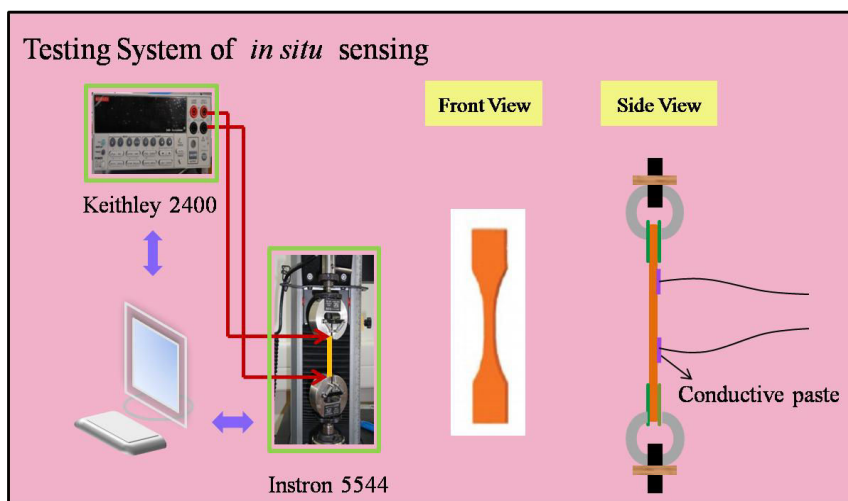 Testing System of in situ sensing
Front View
Side View
Keithley 2400
Conductive paste
Instron 5544